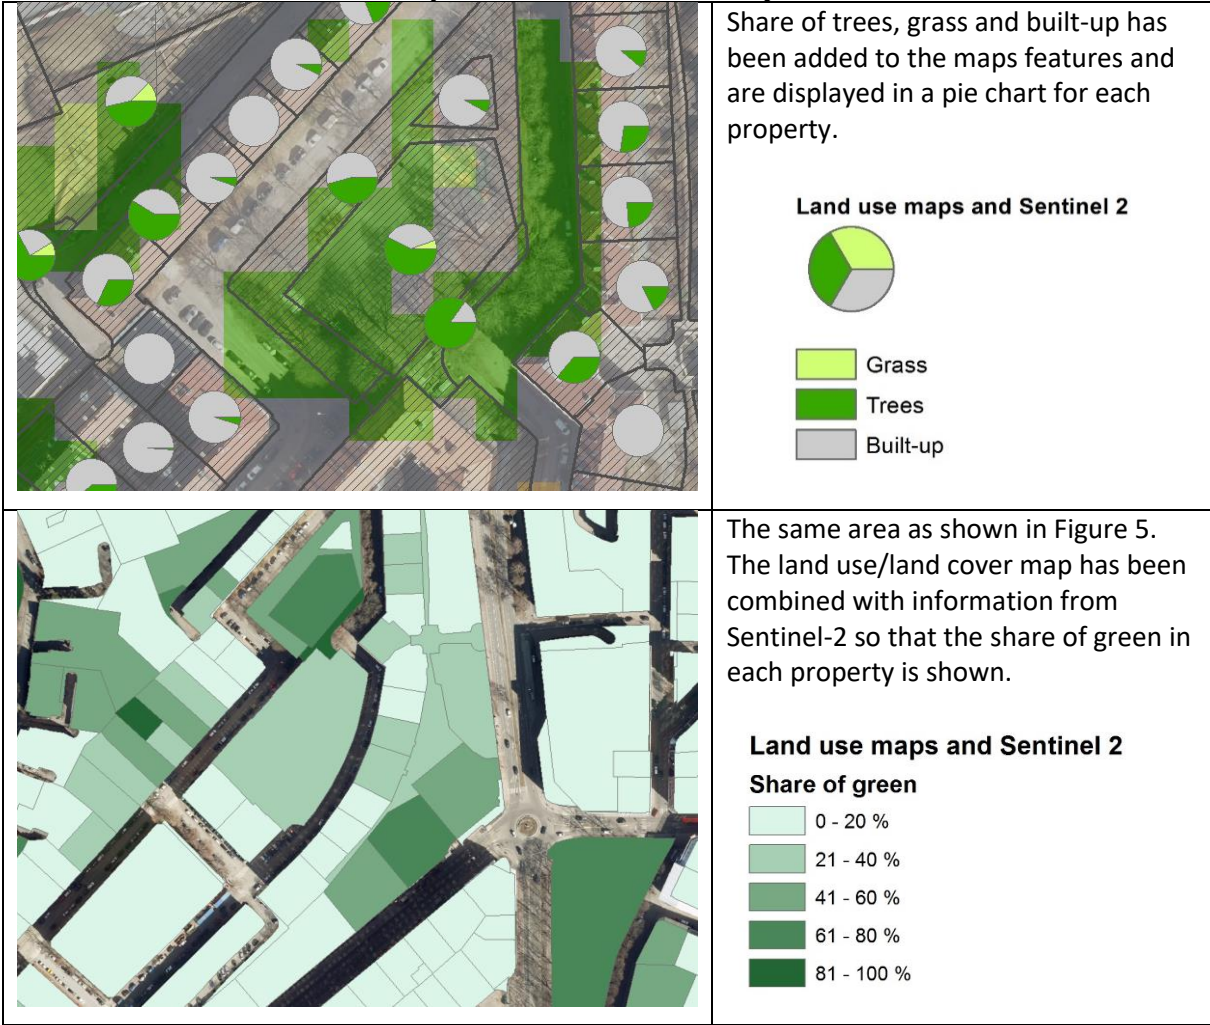 Share of trees, grass and built-up has
been added to the maps features and
are displayed in a pie chart for each
property.
Land use maps and Sentinel 2
Grass
Trees
Built-up
The same area as shown in Figure 5.
The land use/land cover map has been
combined with information from
Sentinel-2 so that the share of green in
each property is shown.
Land use maps and Sentinel 2
Share of green
0 - 20 %
21 - 40 %
41 - 60 %
61 - 80 %
81 - 100 %